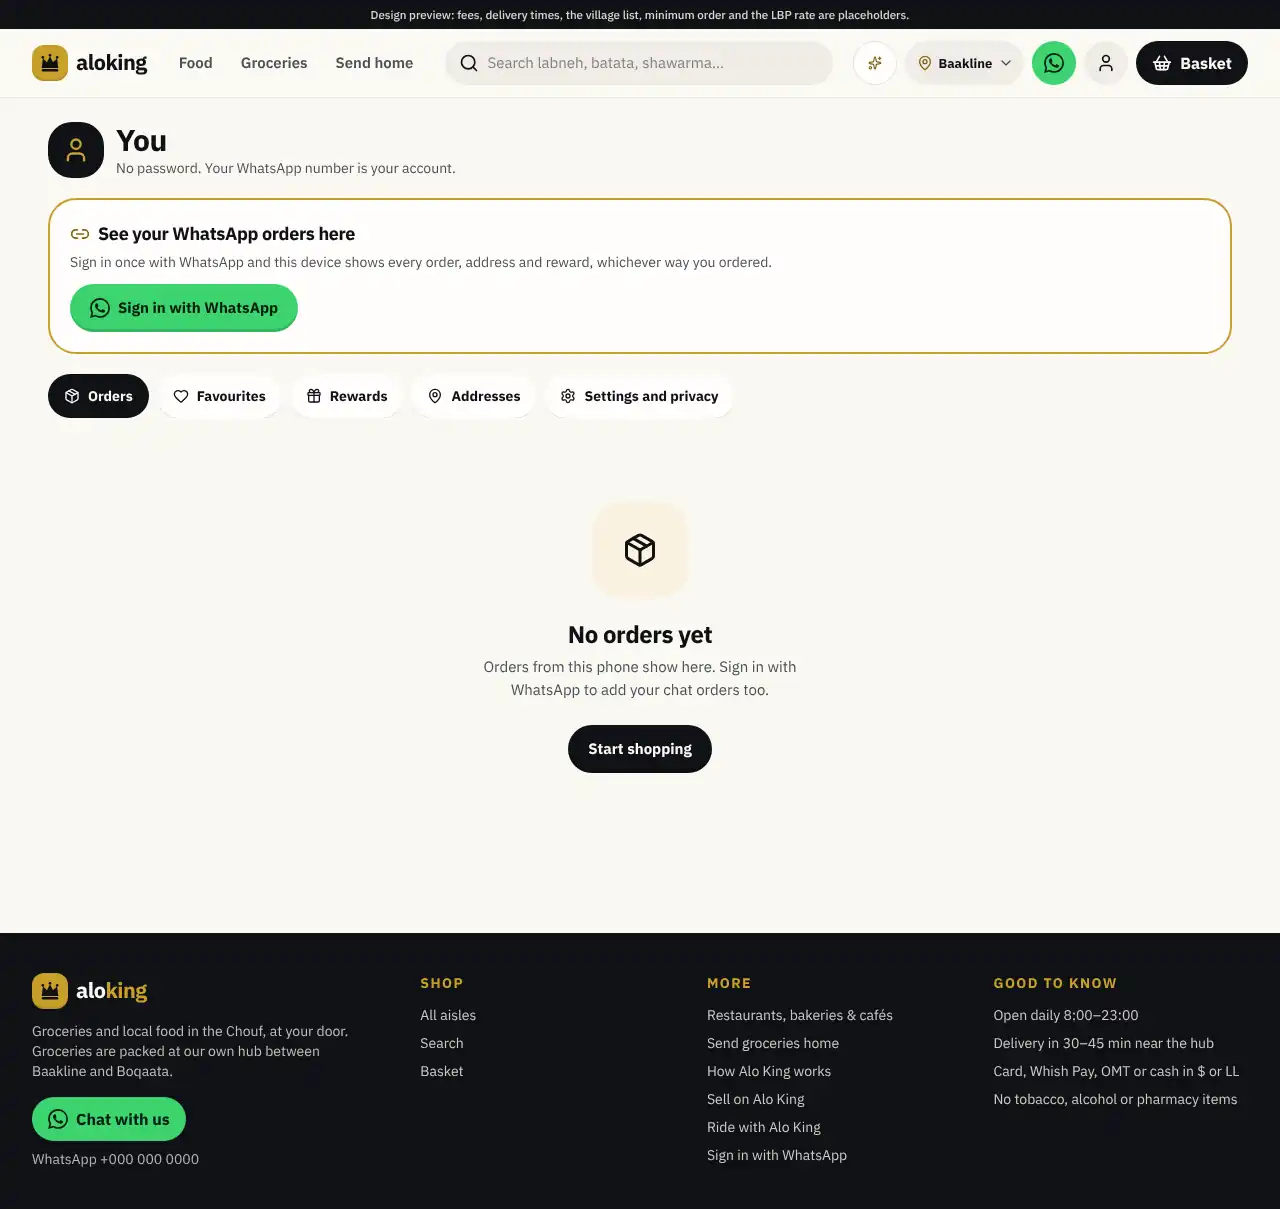 Design preview: fees, delivery times, the village list, minimum order and the LBP rate are placeholders.
aloking
Food
Groceries
Send home
Search labneh, batata, shawarma...
Baakline
Basket
You
No password. Your WhatsApp number is your account.
See your WhatsApp orders here
Sign in once with WhatsApp and this device shows every order, address and reward, whichever way you ordered.
Sign in with WhatsApp
Orders
Favourites
Rewards
Addresses
Settings and privacy
No orders yet
Orders from this phone show here. Sign in with
WhatsApp to add your chat orders too.
Start shopping
aloking
Groceries and local food in the Chouf, at your door.
Groceries are packed at our own hub between
Baakline and Boqaata.
Chat with us
WhatsApp +000 000 0000
SHOP
All aisles
Search
Basket
MORE
Restaurants, bakeries & cafés
Send groceries home
How Alo King works
Sell on Alo King
Ride with Alo King
Sign in with WhatsApp
GOOD TO KNOW
Open daily 8:00–23:00
Delivery in 30–45 min near the hub
Card, Whish Pay, OMT or cash in $ or LL
No tobacco, alcohol or pharmacy items